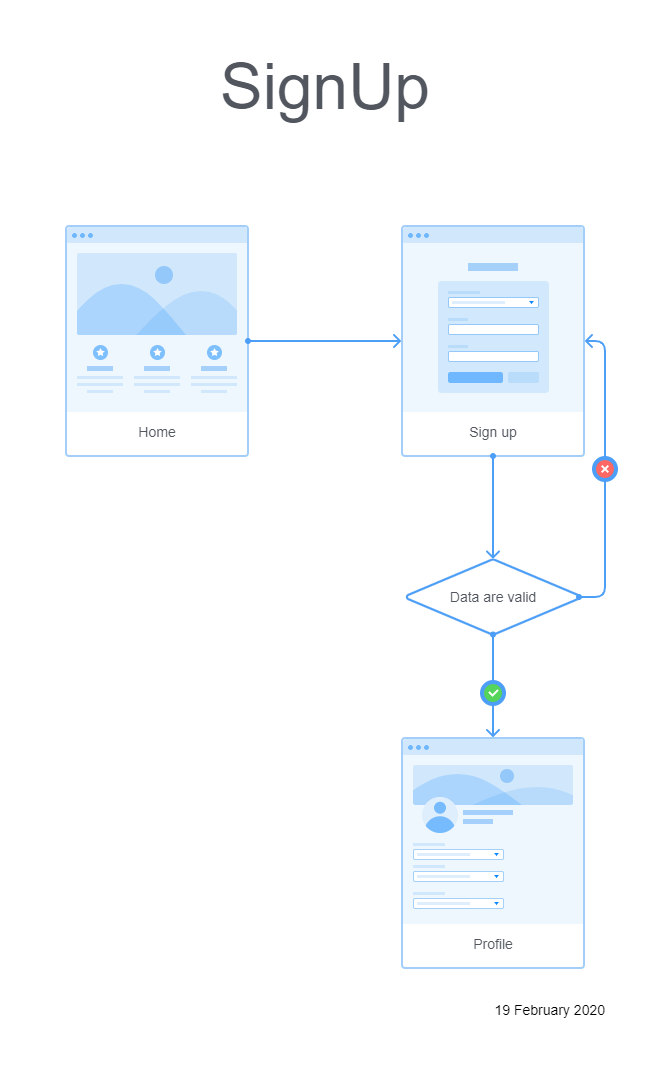 SignUp
Home
Sign up
Data are valid
Profile
19 February 2020